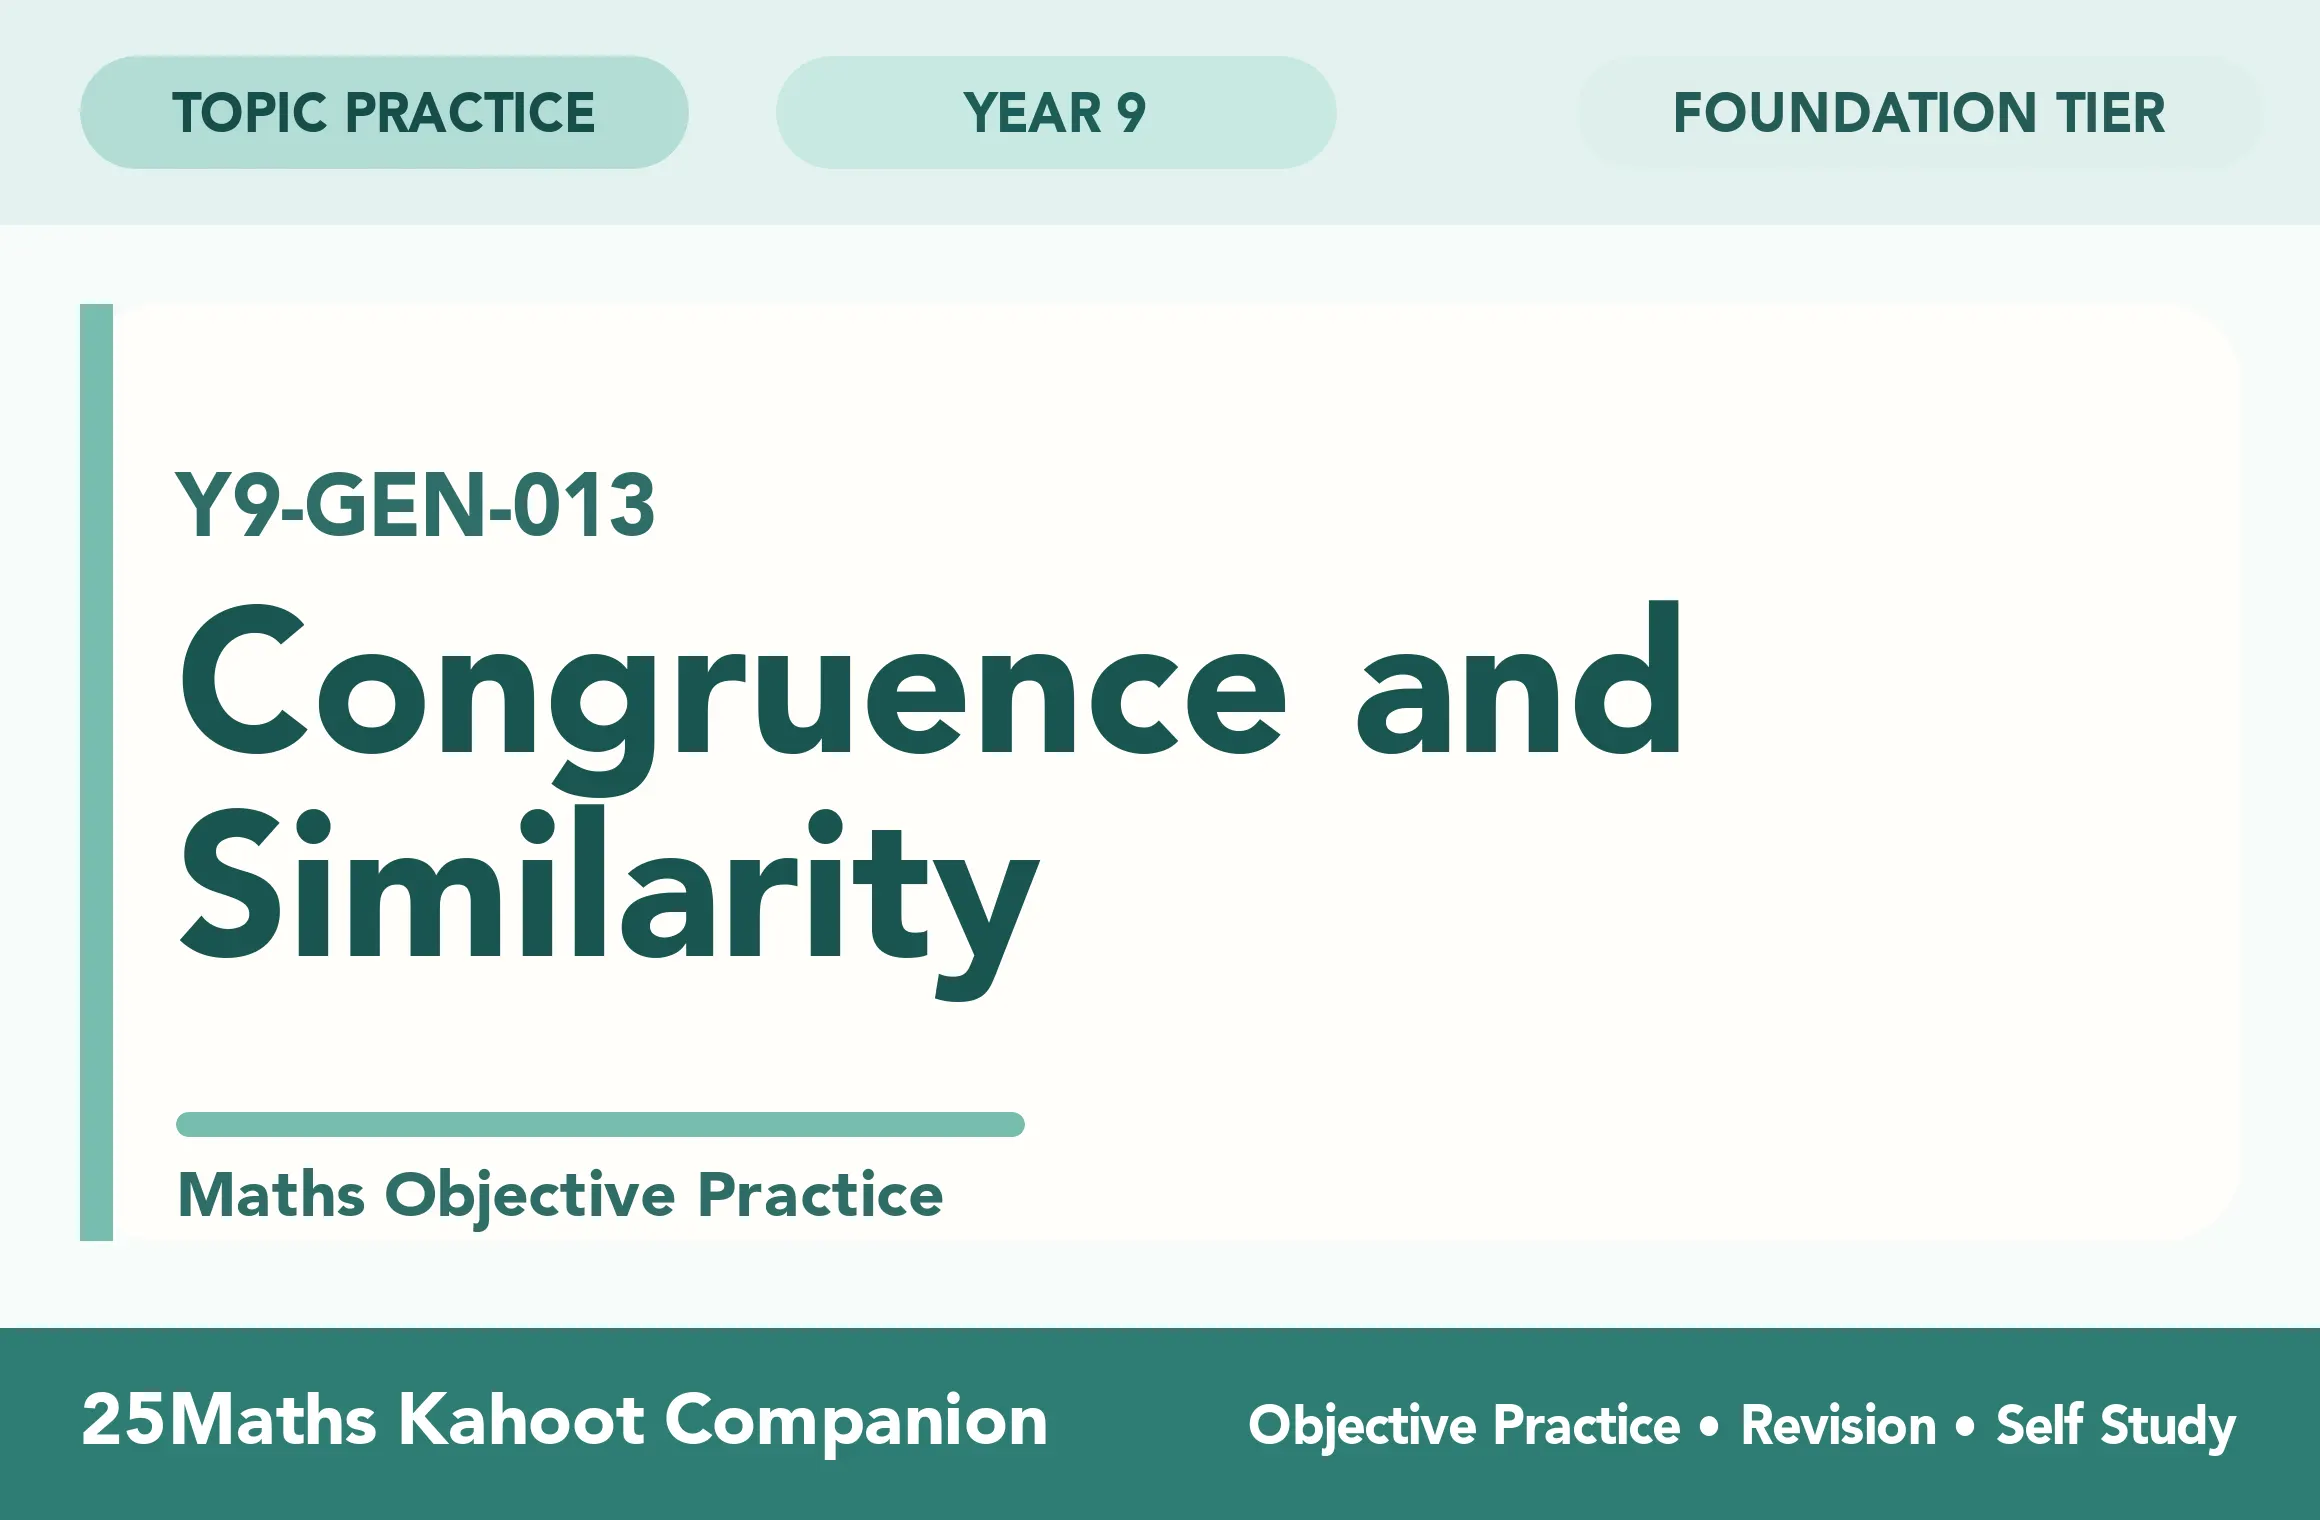 TOPIC PRACTICE
YEAR 9
FOUNDATION TIER
Y9-GEN-013
Congruence and
Similarity
Maths Objective Practice
25Maths Kahoot Companion
Objective Practice • Revision • Self Study